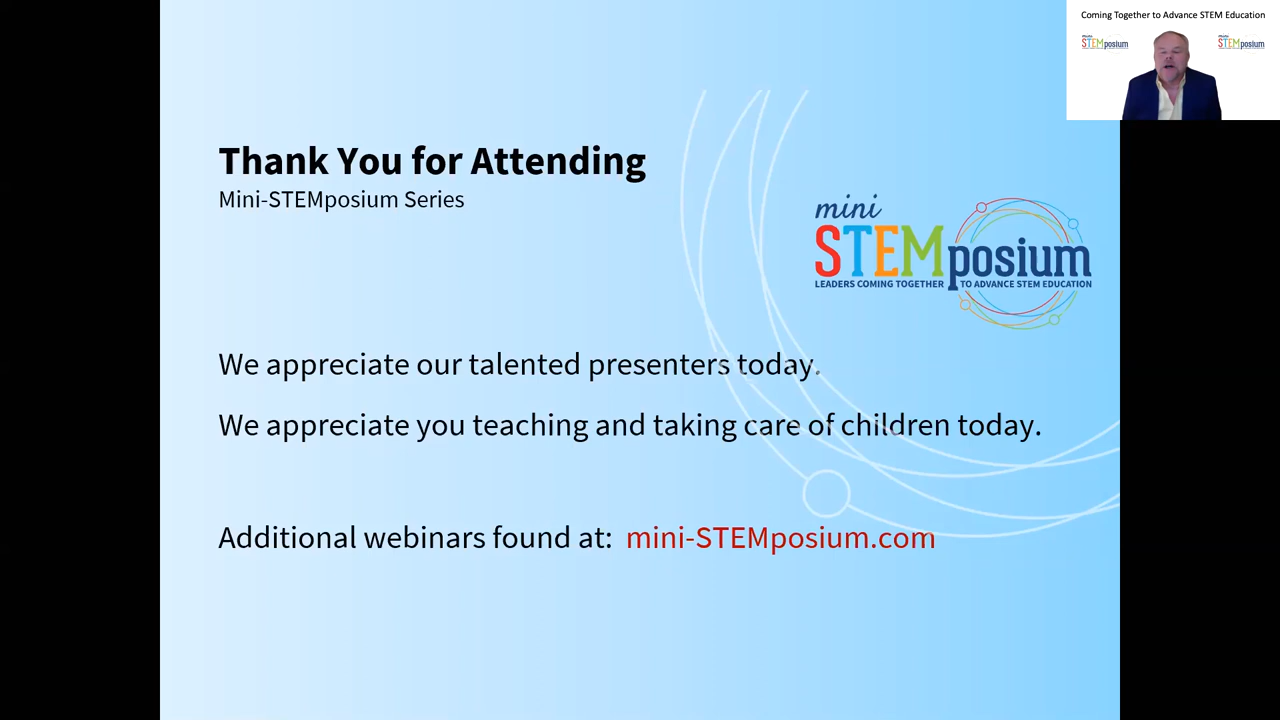 Coming Together to Advance STEM Education
STEMposium
STEMposium
Thank You for Attending
Mini-STEMposium Series
mini
STEMposium
LEADERS COMING TOGETHER TO ADVANCE STEM EDUCATION
We appreciate our talented presenters today.
We appreciate you teaching and taking care of children today.
Additional webinars found at: mini-STEMposium.com